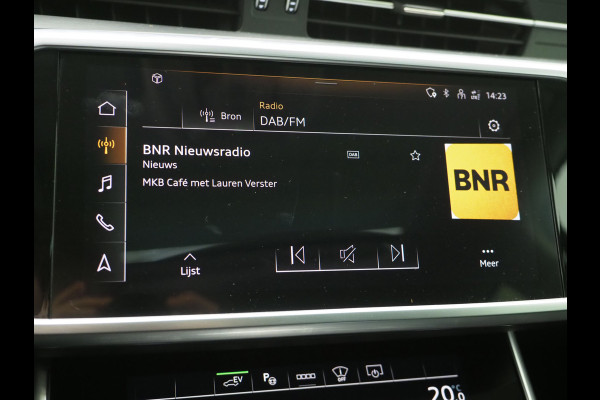 14:23
Radio
Bron
DAB/FM
BNR Nieuwsradio
DAB
Nieuws
MKB Café met Lauren Verster
BNR
Lijst
Meer
EV
OFF
20.0 °C